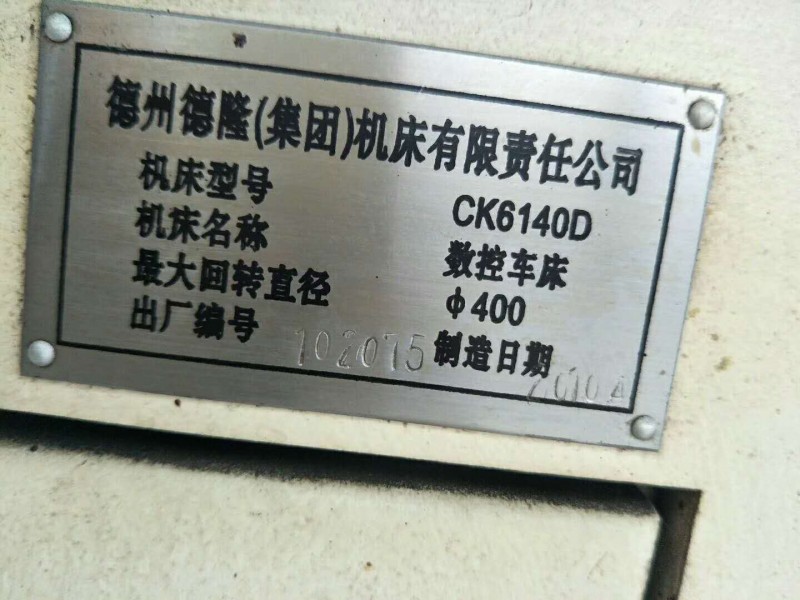 德州德隆(集团)机床有限责任公司
机床型号 CK6140D
机床名称 数控车床
最大回转直径 φ400
出厂编号 102075 制造日期 2010.4